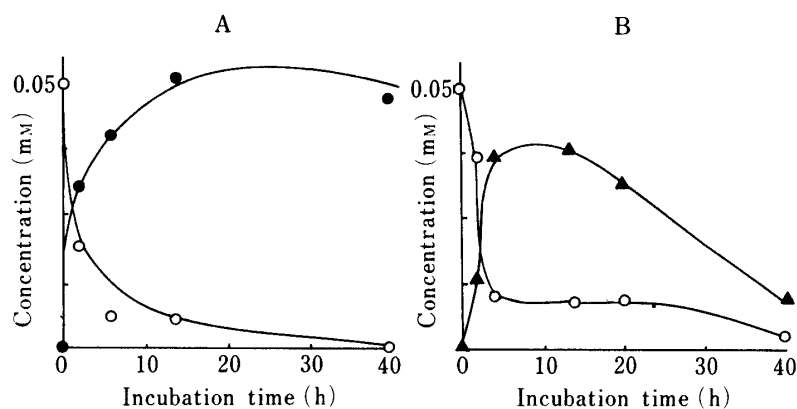 A
B
0.05
Concentration (mM)
0 10 20 30 40
Incubation time (h)
0.05
Concentration (mM)
0 10 20 30 40
Incubation time (h)